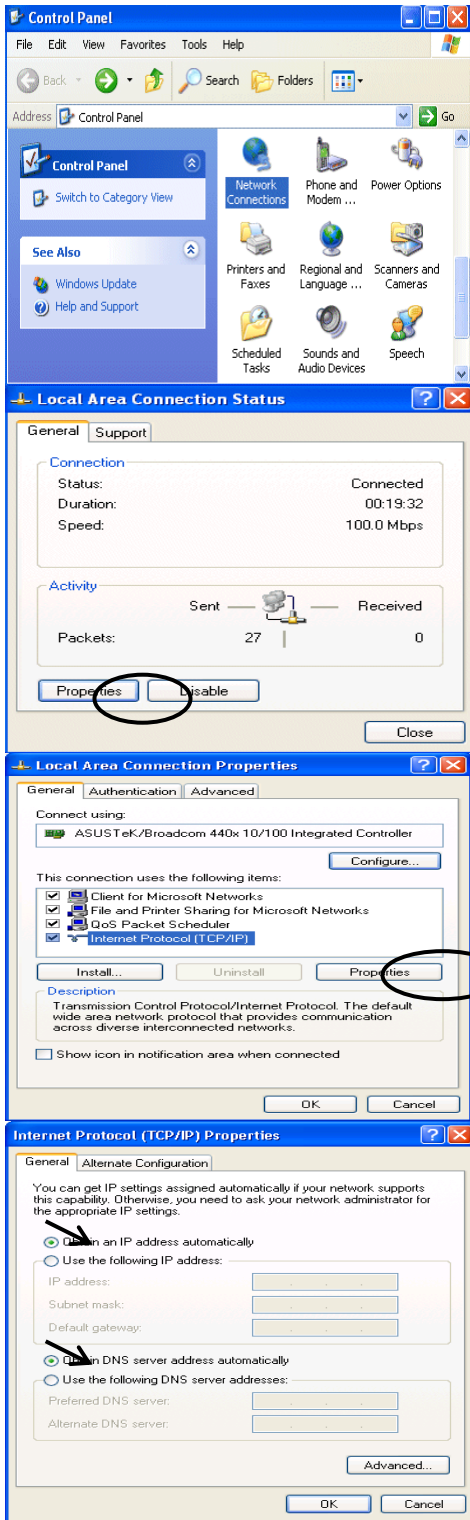 Control Panel
File Edit View Favorites Tools Help
Back Search Folders
Address Control Panel Go
Control Panel
Switch to Category View
See Also
Windows Update
Help and Support
Network Connections
Phone and Modem ...
Power Options
Printers and Faxes
Regional and Language ...
Scanners and Cameras
Scheduled Tasks
Sounds and Audio Devices
Speech
Local Area Connection Status
General Support
Connection
Status: Connected
Duration: 00:19:32
Speed: 100.0 Mbps
Activity
Sent Received
Packets: 27 0
Properties Disable
Close
Local Area Connection Properties
General Authentication Advanced
Connect using:
ASUSTeK/Broadcom 440x 10/100 Integrated Controller
Configure...
This connection uses the following items:
Client for Microsoft Networks
File and Printer Sharing for Microsoft Networks
QoS Packet Scheduler
Internet Protocol (TCP/IP)
Install... Uninstall Properties
Description
Transmission Control Protocol/Internet Protocol. The default
wide area network protocol that provides communication
across diverse interconnected networks.
Show icon in notification area when connected
OK Cancel
Internet Protocol (TCP/IP) Properties
General Alternate Configuration
You can get IP settings assigned automatically if your network supports
this capability. Otherwise, you need to ask your network administrator for
the appropriate IP settings.
Obtain an IP address automatically
Use the following IP address:
IP address:
Subnet mask:
Default gateway:
Obtain DNS server address automatically
Use the following DNS server addresses:
Preferred DNS server:
Alternate DNS server:
Advanced...
OK Cancel